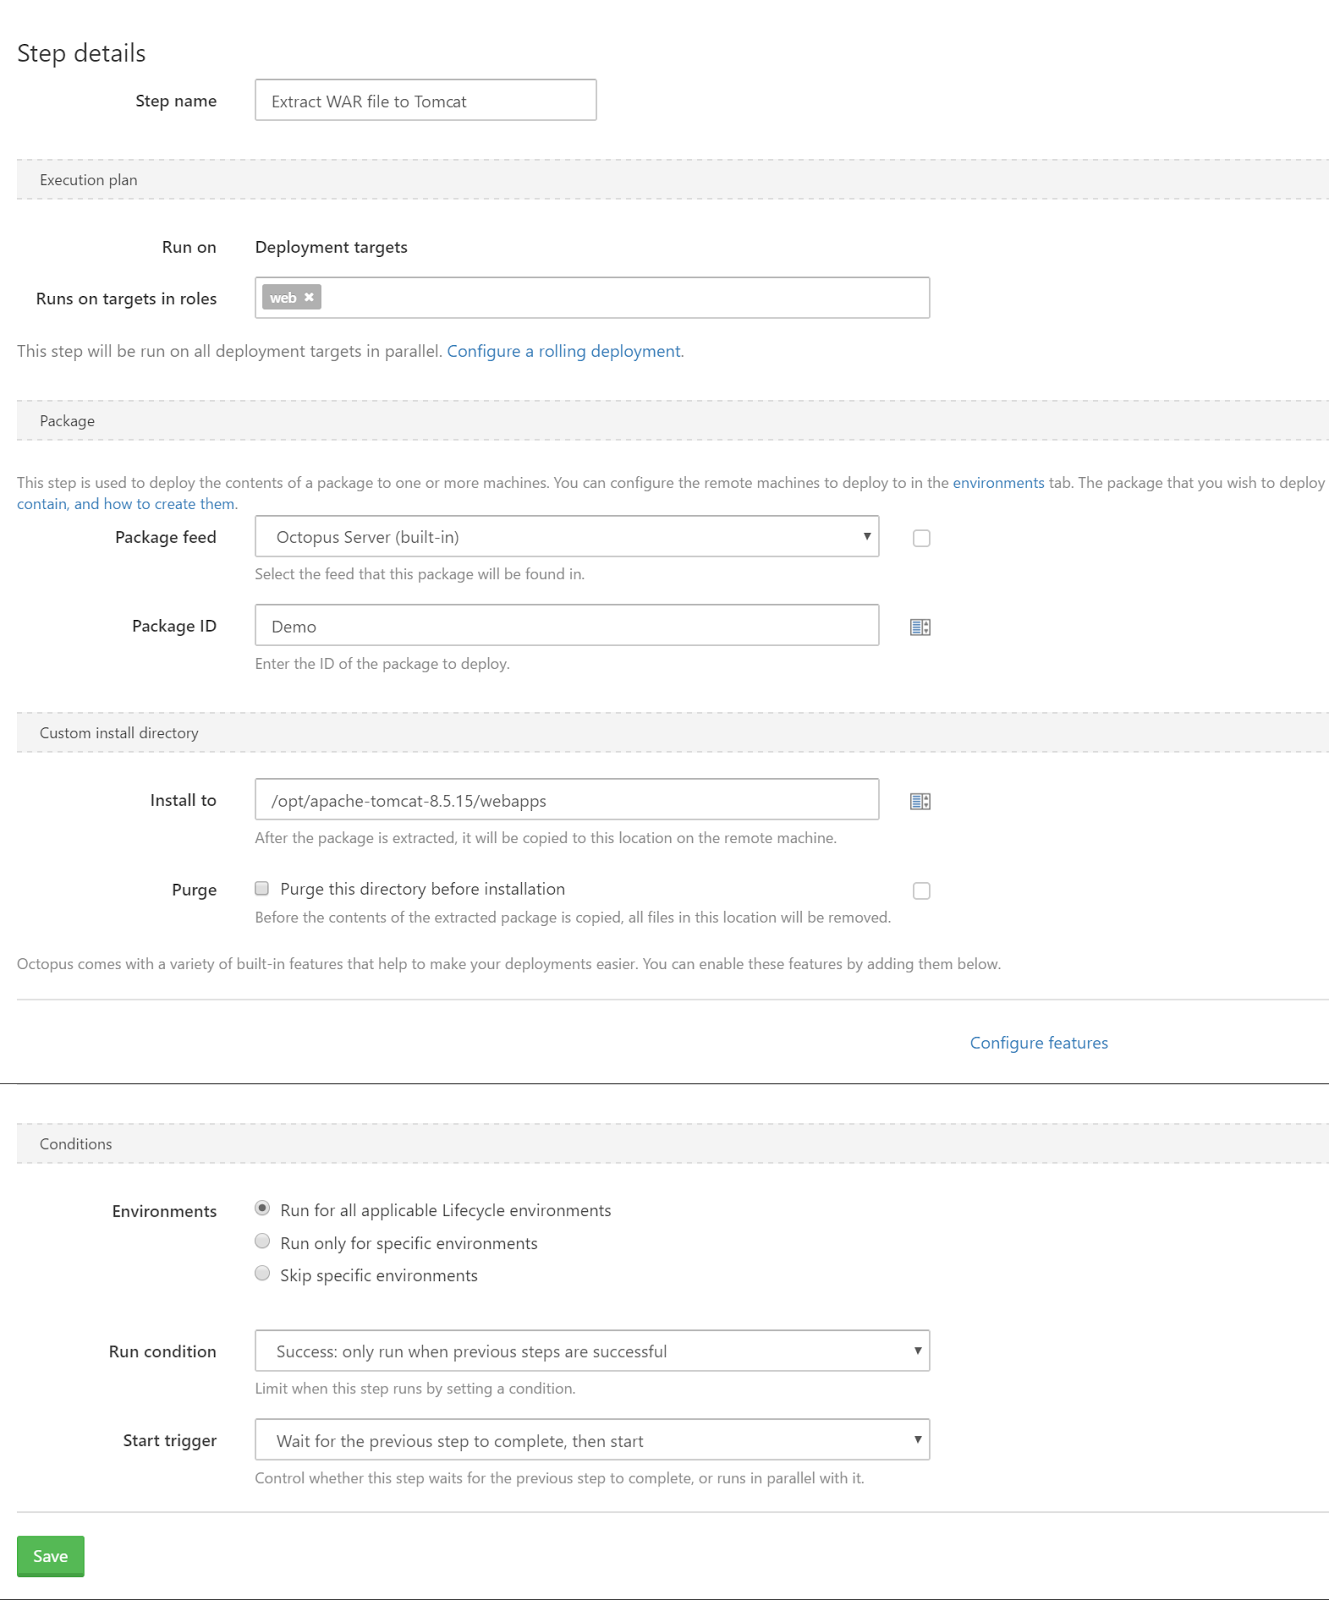 Step details
Step name Extract WAR file to Tomcat
Execution plan
Run on Deployment targets
Runs on targets in roles web ×
This step will be run on all deployment targets in parallel. Configure a rolling deployment.
Package
This step is used to deploy the contents of a package to one or more machines. You can configure the remote machines to deploy to in the environments tab. The package that you wish to deploy
contain, and how to create them.
Package feed Octopus Server (built-in)
Select the feed that this package will be found in.
Package ID Demo
Enter the ID of the package to deploy.
Custom install directory
Install to /opt/apache-tomcat-8.5.15/webapps
After the package is extracted, it will be copied to this location on the remote machine.
Purge Purge this directory before installation
Before the contents of the extracted package is copied, all files in this location will be removed.
Octopus comes with a variety of built-in features that help to make your deployments easier. You can enable these features by adding them below.
Configure features
Conditions
Environments Run for all applicable Lifecycle environments
Run only for specific environments
Skip specific environments
Run condition Success: only run when previous steps are successful
Limit when this step runs by setting a condition.
Start trigger Wait for the previous step to complete, then start
Control whether this step waits for the previous step to complete, or runs in parallel with it.
Save